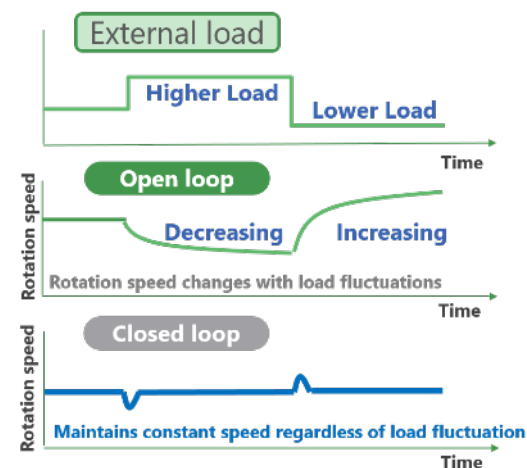 External load
Higher Load
Lower Load
Time
Open loop
Rotation speed
Decreasing
Increasing
Rotation speed changes with load fluctuations
Time
Closed loop
Rotation speed
Maintains constant speed regardless of load fluctuation
Time